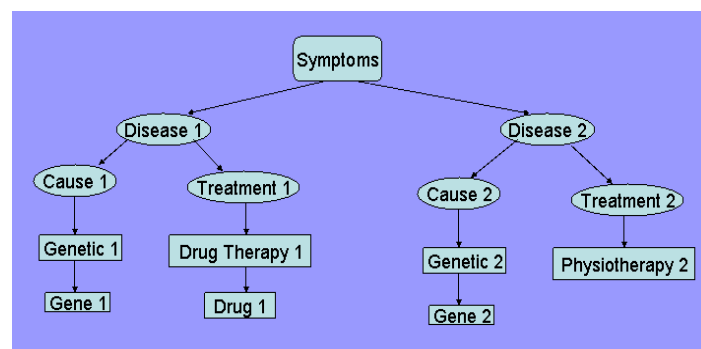 Symptoms
Disease 1
Disease 2
Cause 1
Treatment 1
Cause 2
Treatment 2
Genetic 1
Drug Therapy 1
Genetic 2
Physiotherapy 2
Gene 1
Drug 1
Gene 2